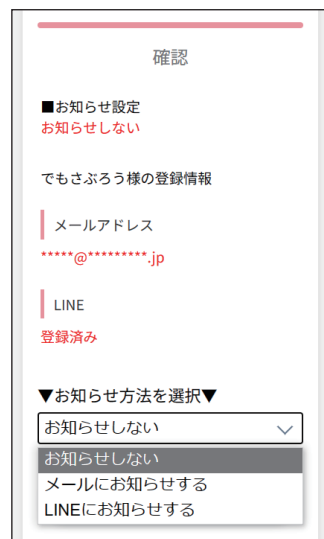 確認
■お知らせ設定
お知らせしない
でもさぶろう様の登録情報
メールアドレス
*****@*********.jp
LINE
登録済み
▼お知らせ方法を選択▼
お知らせしない
お知らせしない
メールにお知らせする
LINEにお知らせする